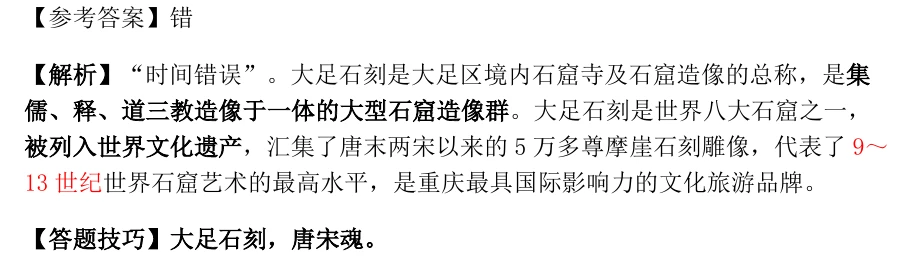 【参考答案】错
【解析】“时间错误”。大足石刻是大足区境内石窟寺及石窟造像的总称，是集
儒、释、道三教造像于一体的大型石窟造像群。大足石刻是世界八大石窟之一，
被列入世界文化遗产，汇集了唐末两宋以来的 5 万多尊摩崖石刻雕像，代表了 9～
13 世纪世界石窟艺术的最高水平，是重庆最具国际影响力的文化旅游品牌。
【答题技巧】大足石刻，唐宋魂。